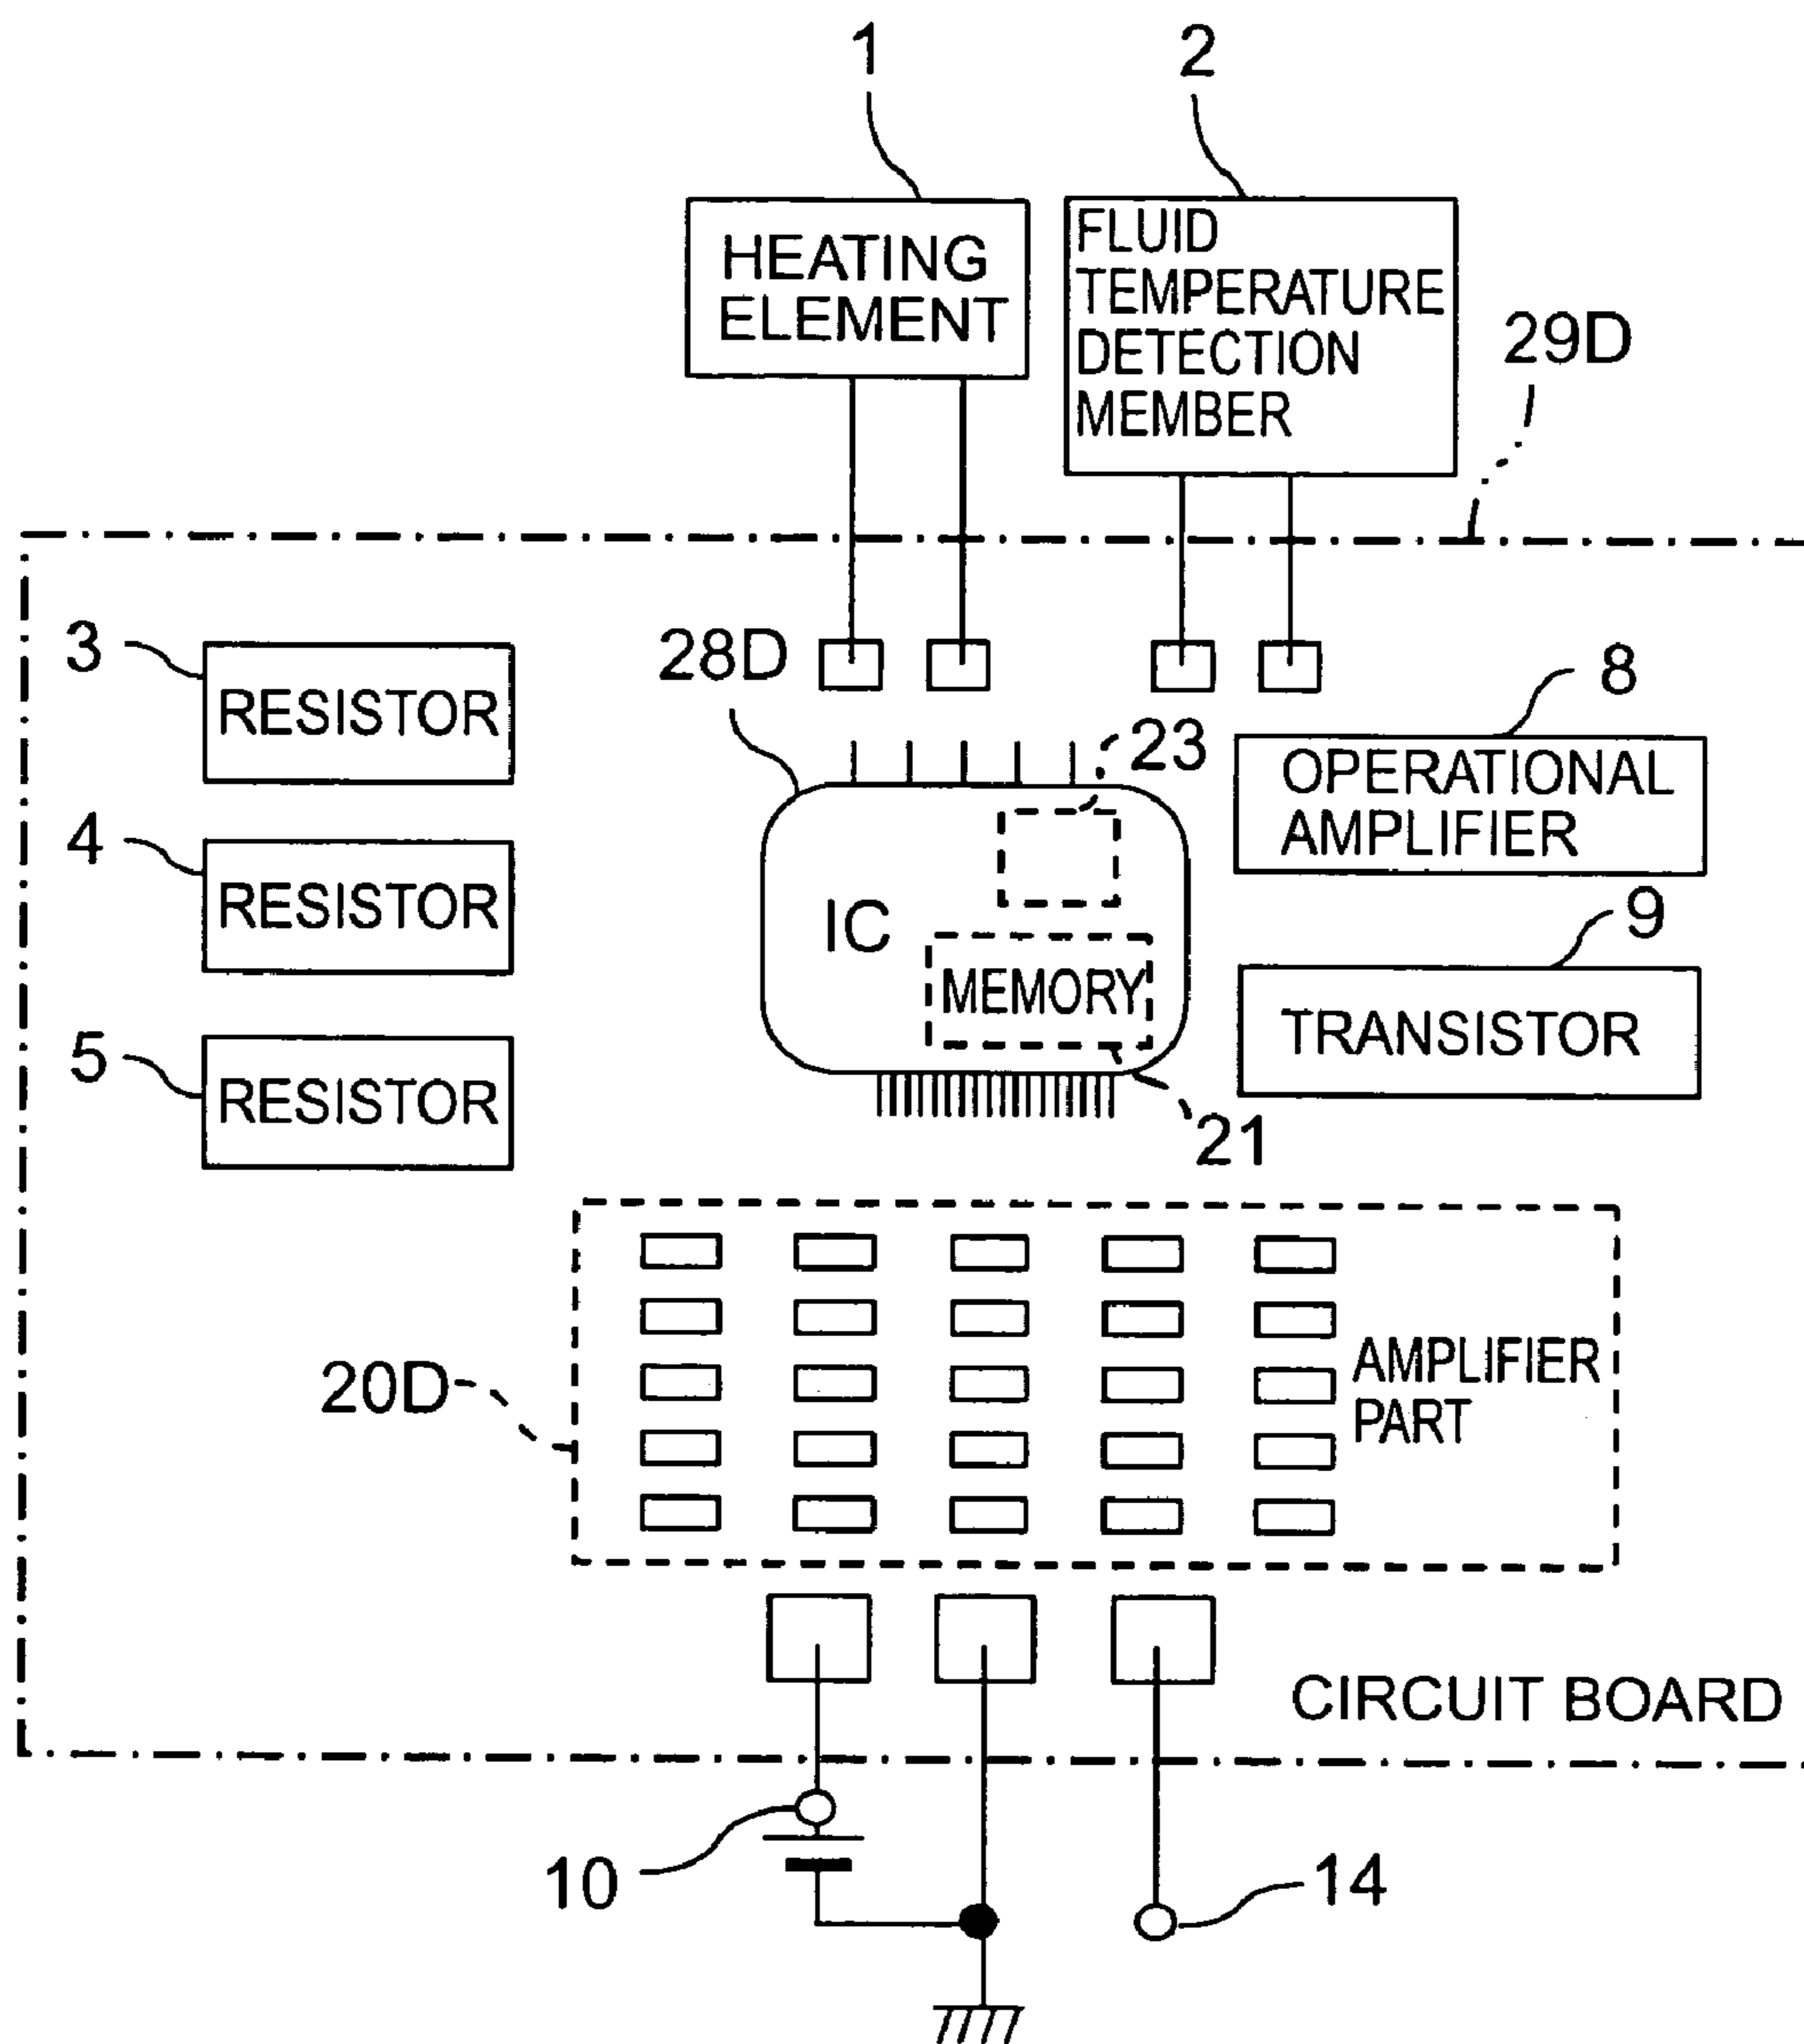 1
2
HEATING
ELEMENT
FLUID
TEMPERATURE
DETECTION
MEMBER
29D
3
RESISTOR
28D
23
8
OPERATIONAL
AMPLIFIER
4
RESISTOR
IC
MEMORY
9
TRANSISTOR
5
RESISTOR
21
20D
AMPLIFIER
PART
CIRCUIT BOARD
10
14